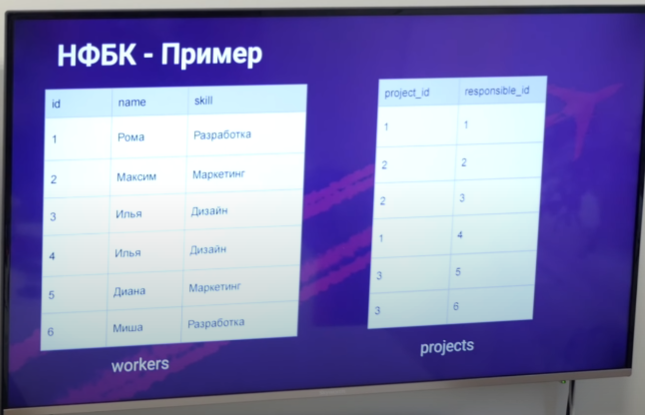 НФБК - Пример
id name skill
1 Рома Разработка
2 Максим Маркетинг
3 Илья Дизайн
4 Илья Дизайн
5 Диана Маркетинг
6 Миша Разработка
workers
project_id responsible_id
1 1
2 2
2 3
1 4
3 5
3 6
projects